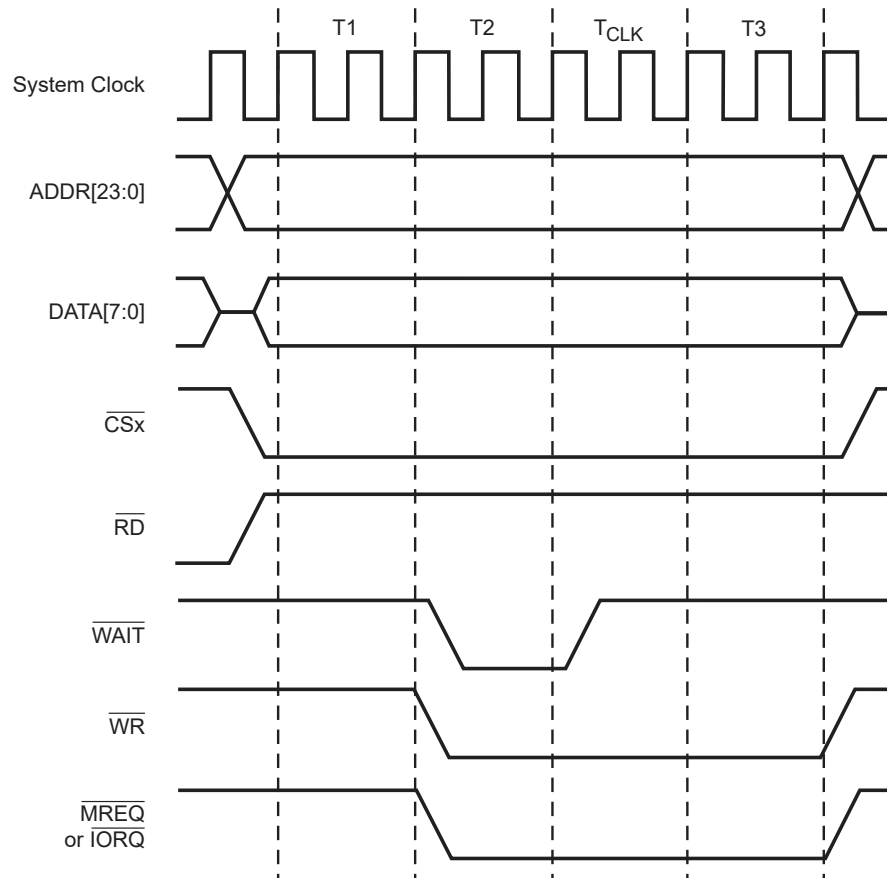 T1 T2 TCLK T3
System Clock
ADDR[23:0]
DATA[7:0]
CSx
RD
WAIT
WR
MREQ
or IORQ